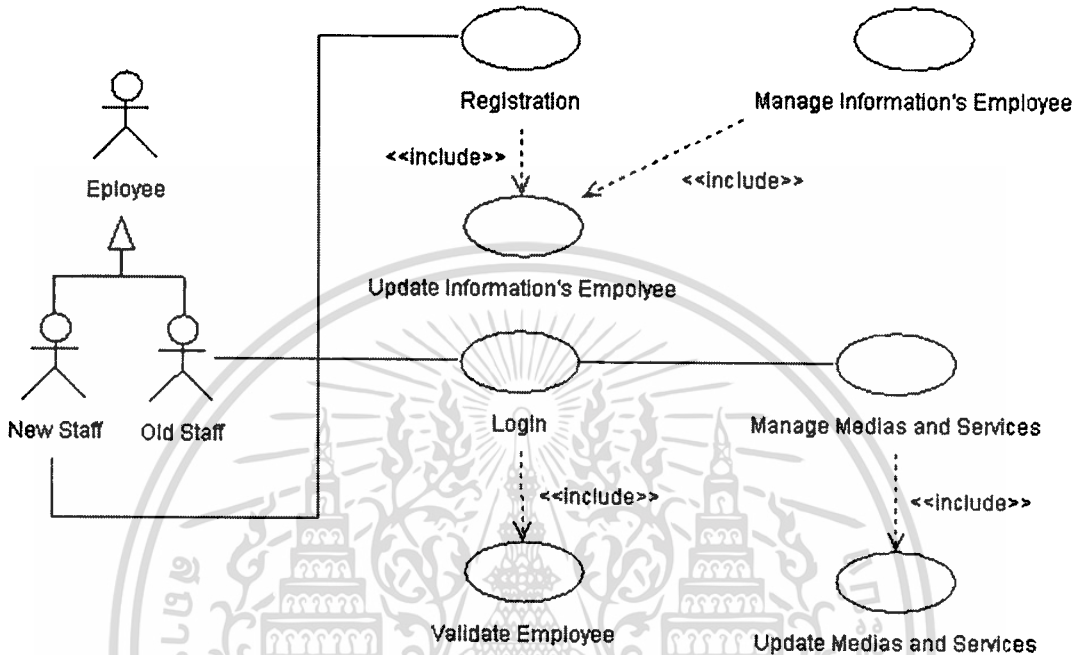 Registration
Manage Information's Employee
<<include>>
<<include>>
Eployee
Update Information's Empolyee
New Staff
Old Staff
Login
Manage Medias and Services
<<include>>
<<include>>
Validate Employee
Update Medias and Services